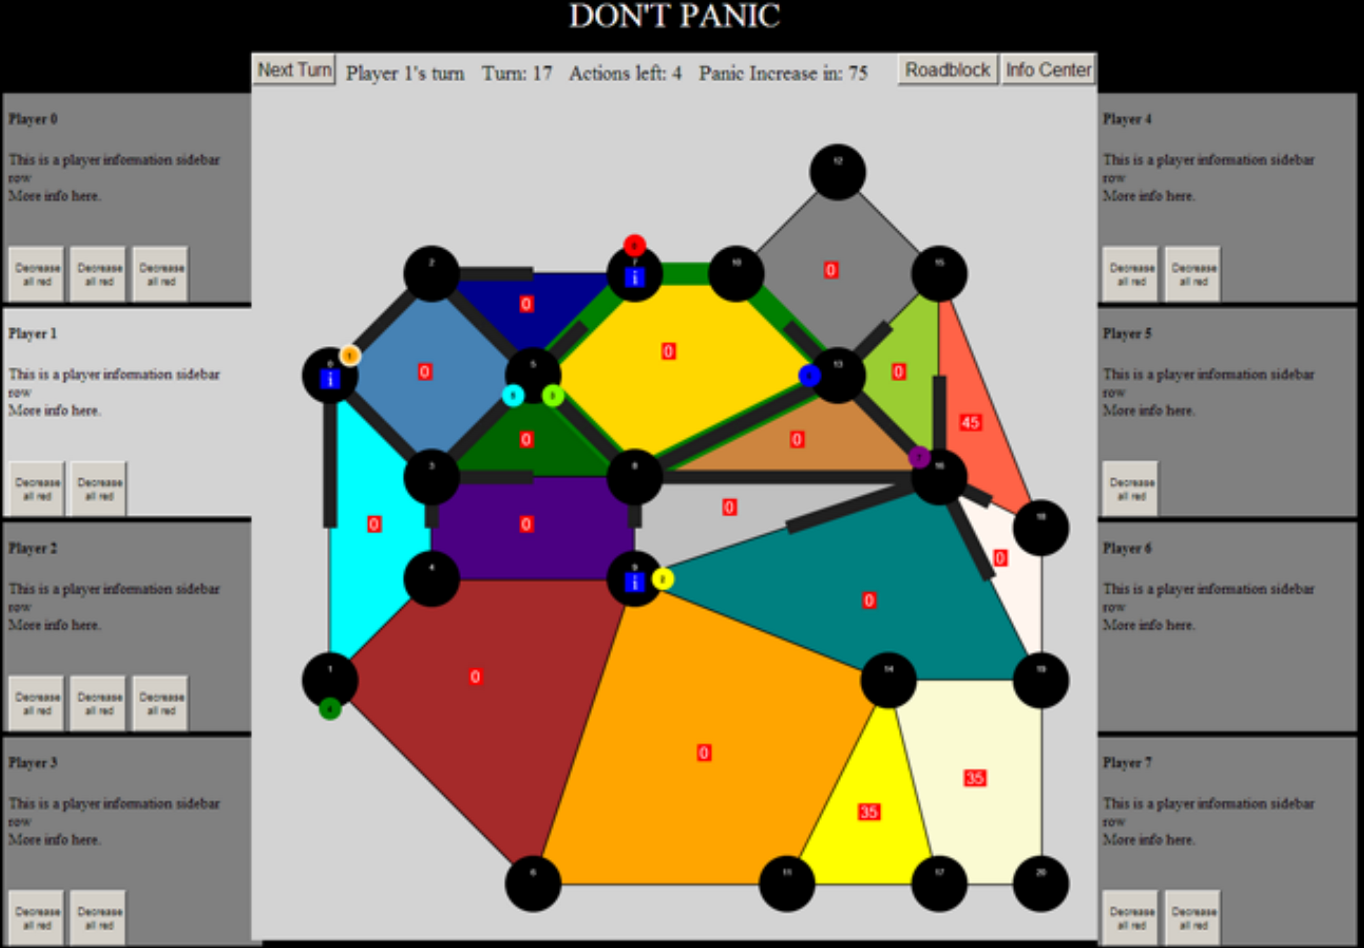 DON'T PANIC
Next Turn Player 1's turn Turn: 17 Actions left: 4 Panic Increase in: 75 Roadblock Info Center
Player 0
This is a player information sidebar
row
More info here.
Decrease all red Decrease all red Decrease all red
Player 1
This is a player information sidebar
row
More info here.
Decrease all red Decrease all red
Player 2
This is a player information sidebar
row
More info here.
Decrease all red Decrease all red Decrease all red
Player 3
This is a player information sidebar
row
More info here.
Decrease all red Decrease all red
12
2
7
10
0
15
0
i
0
1
0
i
5
0
13
0
45
5
3
0
0
7
3
8
16
0
0
0
18
0
4
9
i
2
0
0
1
4
0
14
19
0
35
35
6
11
17
20
Player 4
This is a player information sidebar
row
More info here.
Decrease all red Decrease all red
Player 5
This is a player information sidebar
row
More info here.
Decrease all red
Player 6
This is a player information sidebar
row
More info here.
Player 7
This is a player information sidebar
row
More info here.
Decrease all red Decrease all red